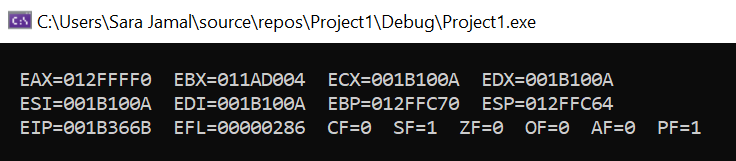 C:\Users\Sara Jamal\source\repos\Project1\Debug\Project1.exe
EAX=012FFFF0  EBX=011AD004  ECX=001B100A  EDX=001B100A
ESI=001B100A  EDI=001B100A  EBP=012FFC70  ESP=012FFC64
EIP=001B366B  EFL=00000286  CF=0  SF=1  ZF=0  OF=0  AF=0  PF=1